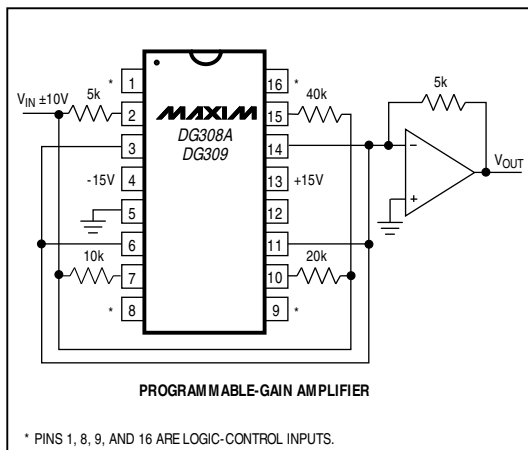 * 1 16 *
V_IN ±10V 5k 2 MAXIM 15 40k 5k
3 DG308A 14 −
DG309
-15V 4 13 +15V V_OUT
5 12 +
6 11
10k 7 10 20k
* 8 9 *
PROGRAMMABLE-GAIN AMPLIFIER
* PINS 1, 8, 9, AND 16 ARE LOGIC-CONTROL INPUTS.